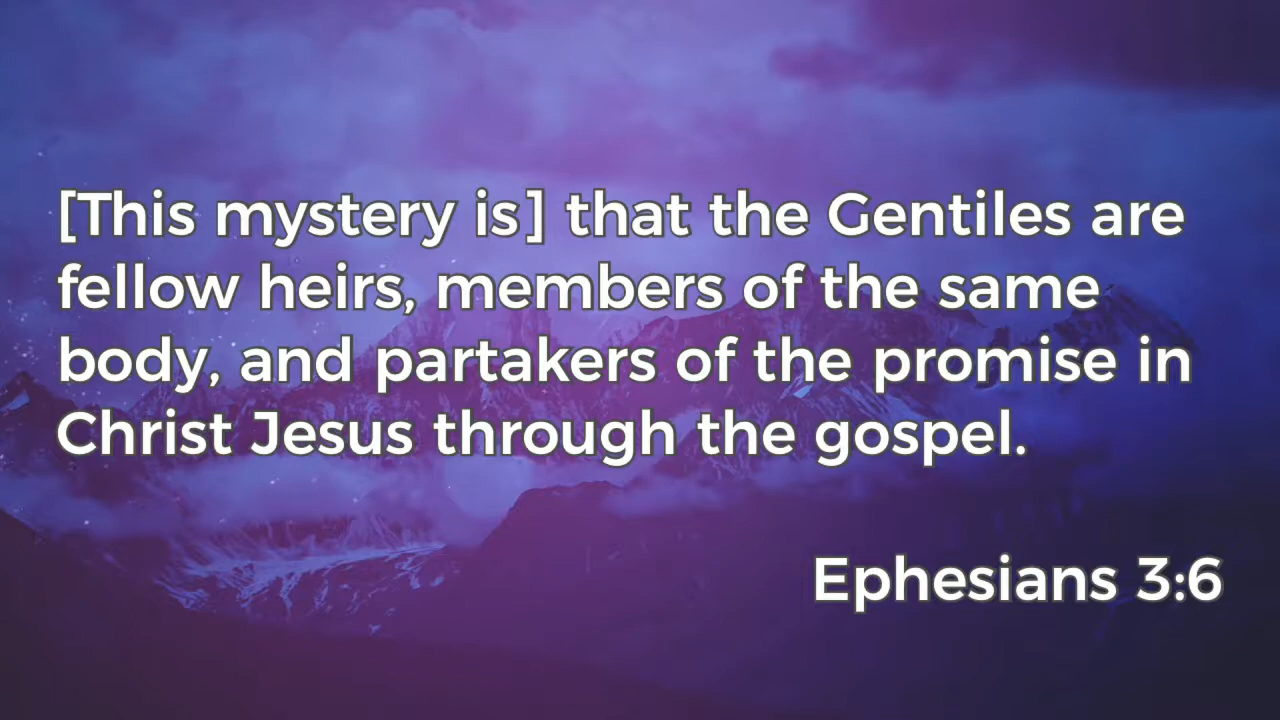 [This mystery is] that the Gentiles are
fellow heirs, members of the same
body, and partakers of the promise in
Christ Jesus through the gospel.
Ephesians 3:6